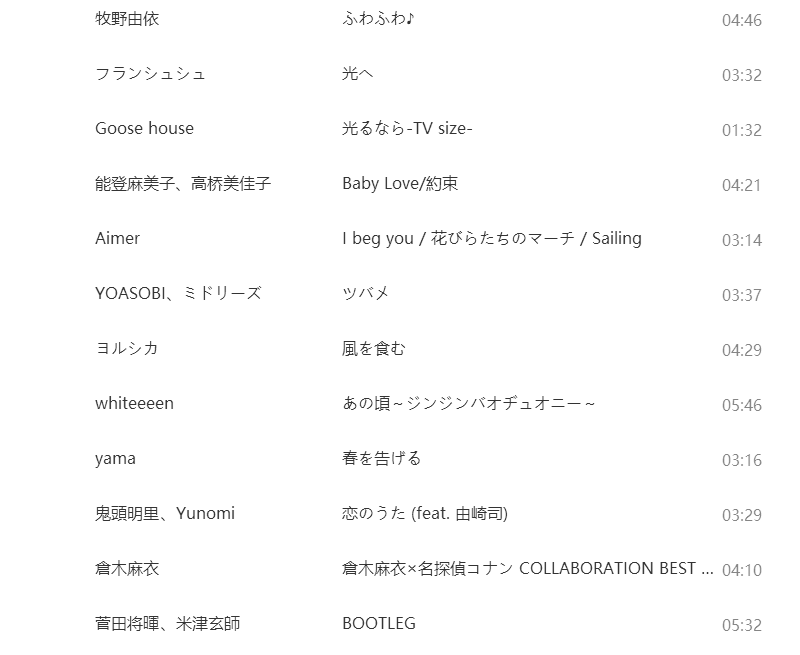 牧野由依 ふわふわ♪ 04:46
フランシュシュ 光へ 03:32
Goose house 光るなら-TV size- 01:32
能登麻美子、高桥美佳子 Baby Love/約束 04:21
Aimer I beg you / 花びらたちのマーチ / Sailing 03:14
YOASOBI、ミドリーズ ツバメ 03:37
ヨルシカ 風を食む 04:29
whiteeeen あの頃～ジンジンバオヂュオニー～ 05:46
yama 春を告げる 03:16
鬼頭明里、Yunomi 恋のうた (feat. 由崎司) 03:29
倉木麻衣 倉木麻衣×名探偵コナン COLLABORATION BEST ... 04:10
菅田将暉、米津玄師 BOOTLEG 05:32